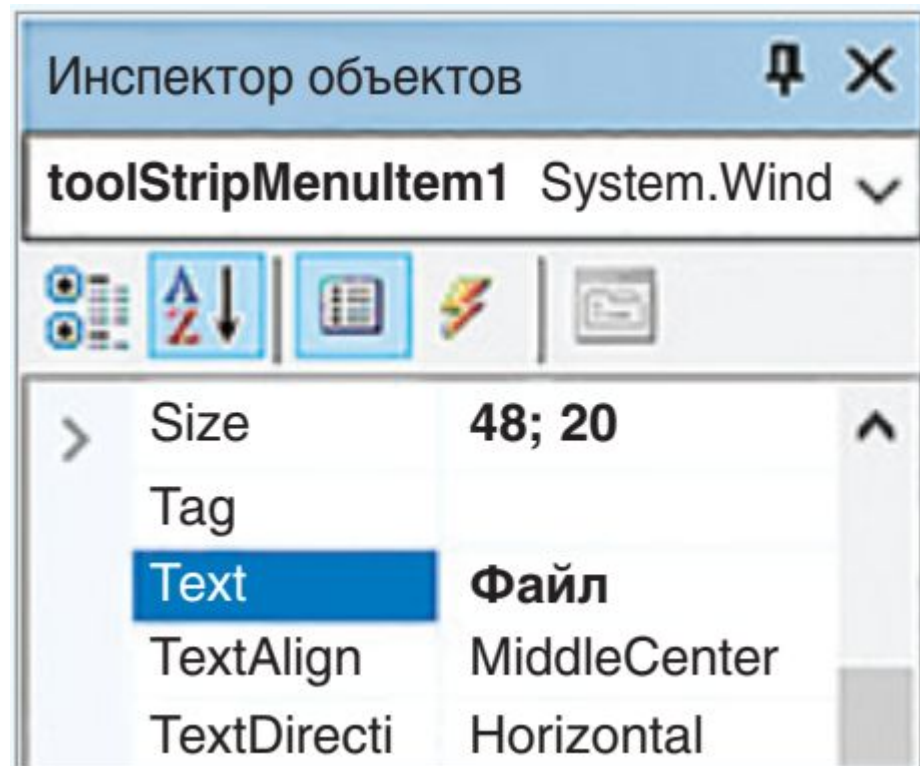 Инспектор объектов
toolStripMenuItem1 System.Wind
Size 48; 20
Tag
Text Файл
TextAlign MiddleCenter
TextDirecti Horizontal